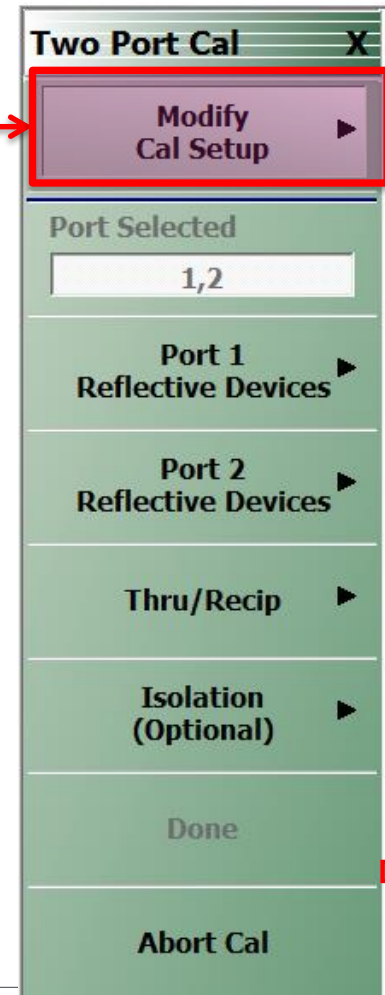 Two Port Cal X
Modify
Cal Setup
Port Selected
1,2
Port 1
Reflective Devices
Port 2
Reflective Devices
Thru/Recip
Isolation
(Optional)
Done
Abort Cal